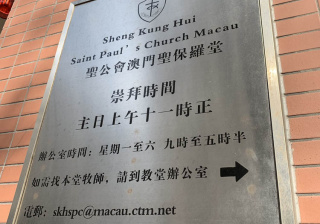 Sheng Kung Hui
Saint Paul's Church Macau
聖公會澳門聖保羅堂
崇拜時間
主日上午十一時正
辦公室時間：星期一至六 九時至五時半
如需找本堂牧師，請到教堂辦公室
電郵：skhspc@macau.ctm.net